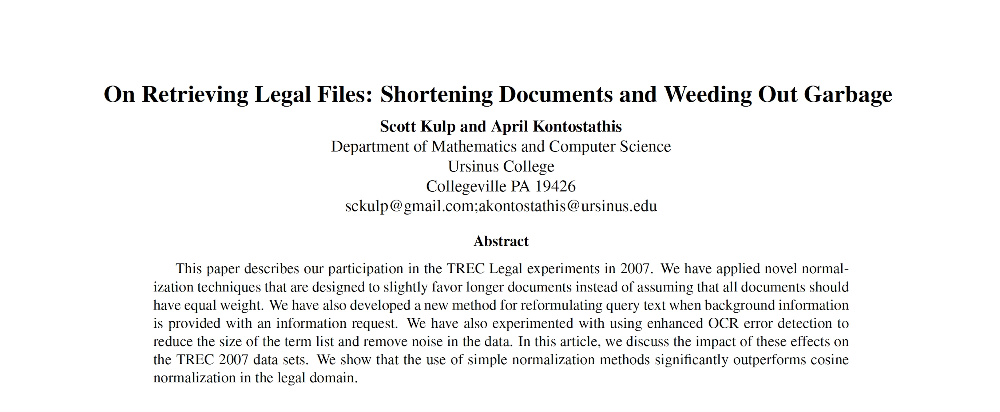 On Retrieving Legal Files: Shortening Documents and Weeding Out Garbage
Scott Kulp and April Kontostathis
Department of Mathematics and Computer Science
Ursinus College
Collegeville PA 19426
sckulp@gmail.com;akontostathis@ursinus.edu
Abstract
This paper describes our participation in the TREC Legal experiments in 2007. We have applied novel normal-
ization techniques that are designed to slightly favor longer documents instead of assuming that all documents should
have equal weight. We have also developed a new method for reformulating query text when background information
is provided with an information request. We have also experimented with using enhanced OCR error detection to
reduce the size of the term list and remove noise in the data. In this article, we discuss the impact of these effects on
the TREC 2007 data sets. We show that the use of simple normalization methods significantly outperforms cosine
normalization in the legal domain.